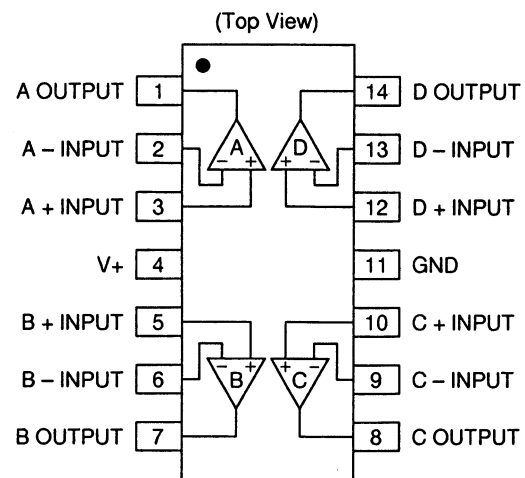 (Top View)
A OUTPUT 1 14 D OUTPUT
A – INPUT 2 A D 13 D – INPUT
– + + –
A + INPUT 3 12 D + INPUT
V+ 4 11 GND
B + INPUT 5 10 C + INPUT
– + + –
B – INPUT 6 B C 9 C – INPUT
B OUTPUT 7 8 C OUTPUT